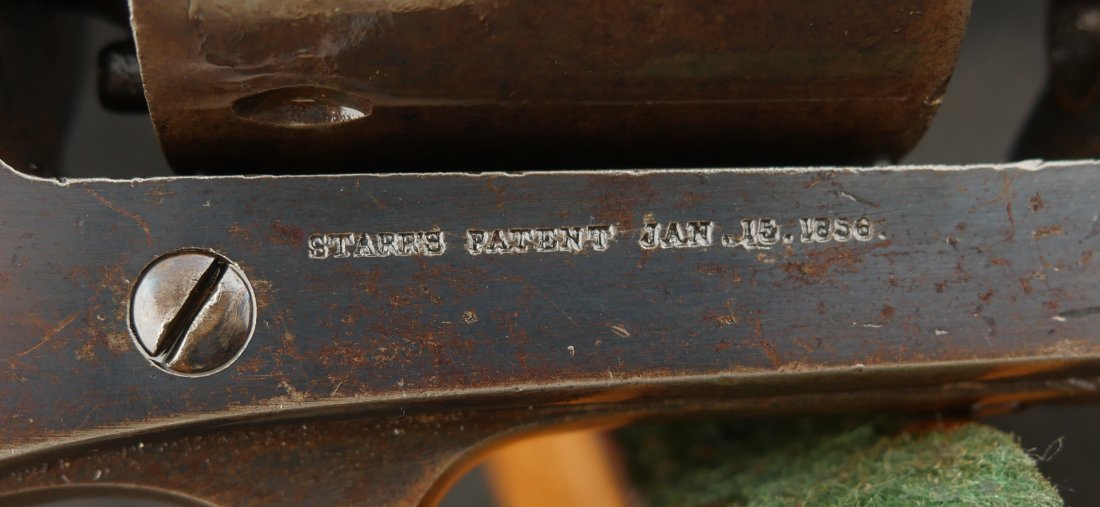 STARR'S PATENT JAN. 15. 1856.